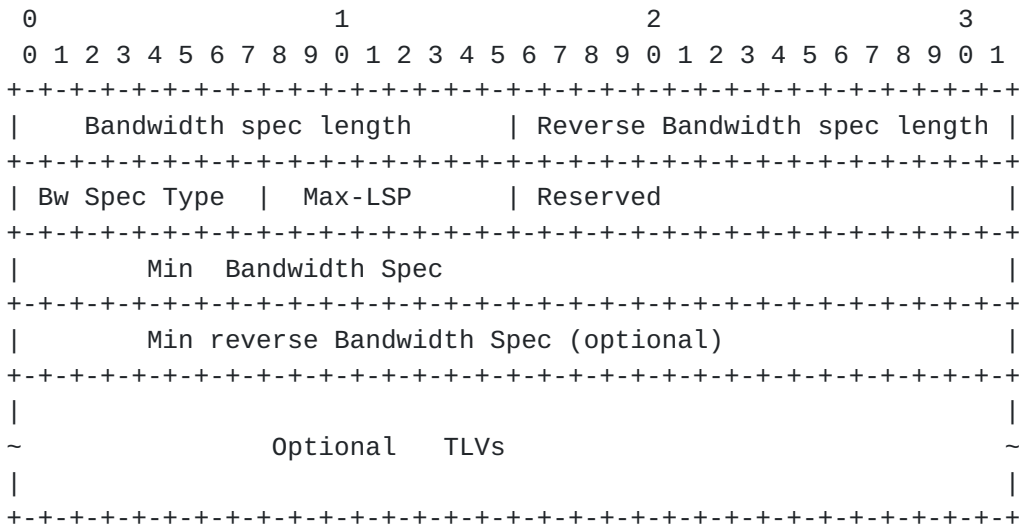 0                   1                   2                   3
 0 1 2 3 4 5 6 7 8 9 0 1 2 3 4 5 6 7 8 9 0 1 2 3 4 5 6 7 8 9 0 1
+-+-+-+-+-+-+-+-+-+-+-+-+-+-+-+-+-+-+-+-+-+-+-+-+-+-+-+-+-+-+-+-+
|    Bandwidth spec length      | Reverse Bandwidth spec length |
+-+-+-+-+-+-+-+-+-+-+-+-+-+-+-+-+-+-+-+-+-+-+-+-+-+-+-+-+-+-+-+-+
| Bw Spec Type  |  Max-LSP      | Reserved                      |
+-+-+-+-+-+-+-+-+-+-+-+-+-+-+-+-+-+-+-+-+-+-+-+-+-+-+-+-+-+-+-+-+
|        Min  Bandwidth Spec                                    |
+-+-+-+-+-+-+-+-+-+-+-+-+-+-+-+-+-+-+-+-+-+-+-+-+-+-+-+-+-+-+-+-+
|        Min reverse Bandwidth Spec (optional)                  |
+-+-+-+-+-+-+-+-+-+-+-+-+-+-+-+-+-+-+-+-+-+-+-+-+-+-+-+-+-+-+-+-+
|                                                               |
~                Optional   TLVs                                ~
|                                                               |
+-+-+-+-+-+-+-+-+-+-+-+-+-+-+-+-+-+-+-+-+-+-+-+-+-+-+-+-+-+-+-+-+